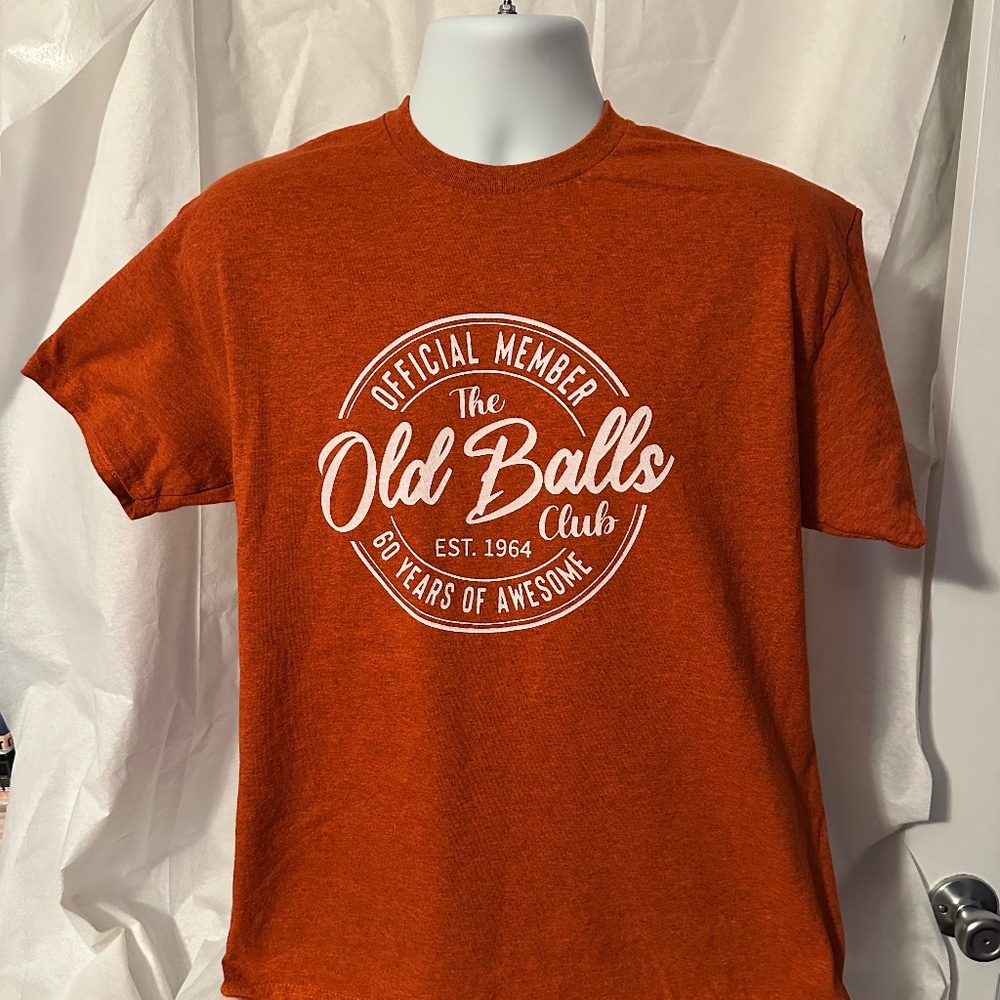 OFFICIAL MEMBER
The
Old Balls
Club
EST. 1964
60 YEARS OF AWESOME